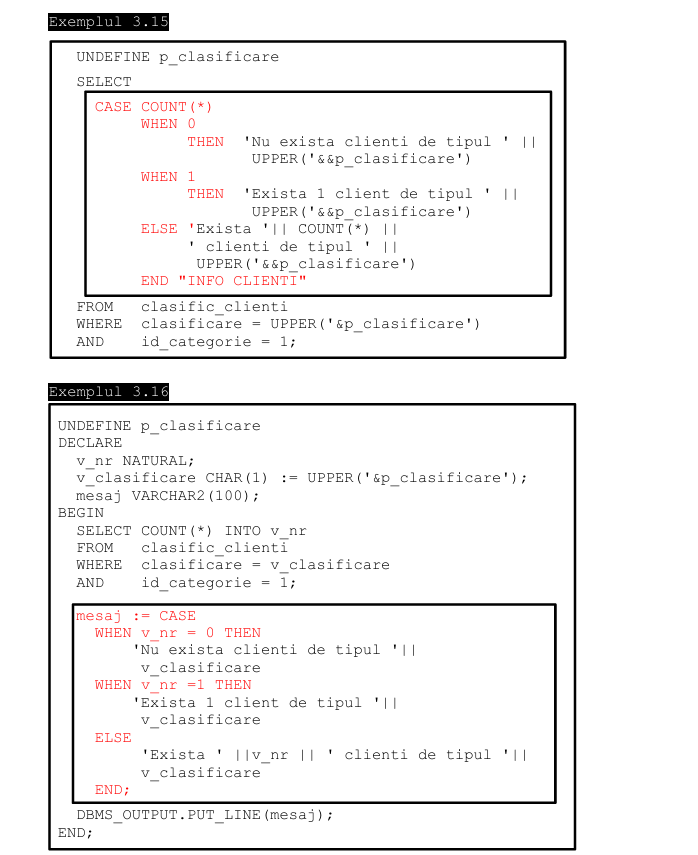 Exemplul 3.15
UNDEFINE p_clasificare
SELECT
CASE COUNT(*)
WHEN 0
THEN 'Nu exista clienti de tipul ' ||
UPPER('&&p_clasificare')
WHEN 1
THEN 'Exista 1 client de tipul ' ||
UPPER('&&p_clasificare')
ELSE 'Exista '|| COUNT(*) ||
' clienti de tipul ' ||
UPPER('&&p_clasificare')
END "INFO CLIENTI"
FROM clasific_clienti
WHERE clasificare = UPPER('&p_clasificare')
AND id_categorie = 1;
Exemplul 3.16
UNDEFINE p_clasificare
DECLARE
v_nr NATURAL;
v_clasificare CHAR(1) := UPPER('&p_clasificare');
mesaj VARCHAR2(100);
BEGIN
SELECT COUNT(*) INTO v_nr
FROM clasific_clienti
WHERE clasificare = v_clasificare
AND id_categorie = 1;
mesaj := CASE
WHEN v_nr = 0 THEN
'Nu exista clienti de tipul '||
v_clasificare
WHEN v_nr =1 THEN
'Exista 1 client de tipul '||
v_clasificare
ELSE
'Exista ' ||v_nr || ' clienti de tipul '||
v_clasificare
END;
DBMS_OUTPUT.PUT_LINE(mesaj);
END;